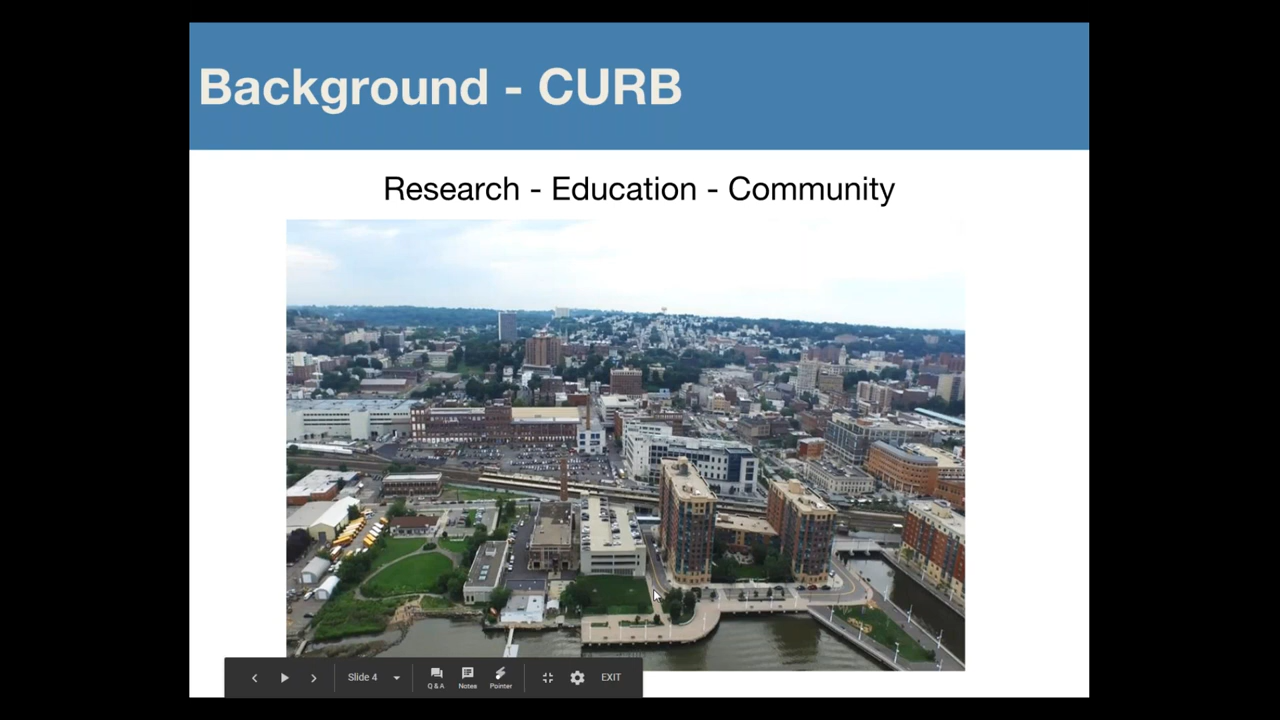 Background - CURB
Research - Education - Community
Slide 4
Q & A
Notes
Pointer
EXIT